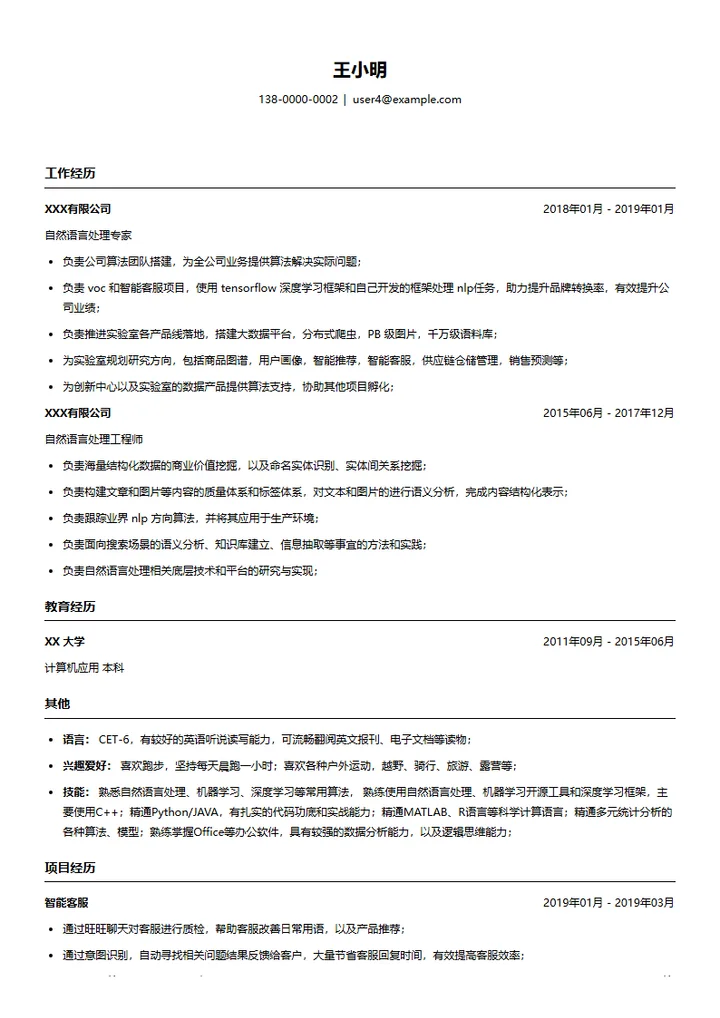 王小明
138-0000-0002 | user4@example.com
工作经历
XXX有限公司 2018年01月 - 2019年01月
自然语言处理专家
• 负责公司算法团队搭建，为全公司业务提供算法解决实际问题；
• 负责 voc 和智能客服项目，使用 tensorflow 深度学习框架和自己开发的框架处理 nlp任务，助力提升品牌转换率，有效提升公
司业绩；
• 负责推进实验室各产品线落地，搭建大数据平台，分布式爬虫，PB 级图片，千万级语料库；
• 为实验室规划研究方向，包括商品图谱，用户画像，智能推荐，智能客服，供应链仓储管理，销售预测等；
• 为创新中心以及实验室的数据产品提供算法支持，协助其他项目孵化；
XXX有限公司 2015年06月 - 2017年12月
自然语言处理工程师
• 负责海量结构化数据的商业价值挖掘，以及命名实体识别、实体间关系挖掘；
• 负责构建文章和图片等内容的质量体系和标签体系，对文本和图片的进行语义分析，完成内容结构化表示；
• 负责跟踪业界 nlp 方向算法，并将其应用于生产环境；
• 负责面向搜索场景的语义分析、知识库建立、信息抽取等事宜的方法和实践；
• 负责自然语言处理相关底层技术和平台的研究与实现；
教育经历
XX 大学 2011年09月 - 2015年06月
计算机应用 本科
其他
• 语言： CET-6，有较好的英语听说读写能力，可流畅翻阅英文报刊、电子文档等读物；
• 兴趣爱好： 喜欢跑步，坚持每天晨跑一小时；喜欢各种户外运动，越野、骑行、旅游、露营等；
• 技能： 熟悉自然语言处理、机器学习、深度学习等常用算法， 熟练使用自然语言处理、机器学习开源工具和深度学习框架，主
要使用C++；精通Python/JAVA，有扎实的代码功底和实战能力；精通MATLAB、R语言等科学计算语言；精通多元统计分析的
各种算法、模型；熟练掌握Office等办公软件，具有较强的数据分析能力，以及逻辑思维能力；
项目经历
智能客服 2019年01月 - 2019年03月
• 通过旺旺聊天对客服进行质检，帮助客服改善日常用语，以及产品推荐；
• 通过意图识别，自动寻找相关问题结果反馈给客户，大量节省客服回复时间，有效提高客服效率；